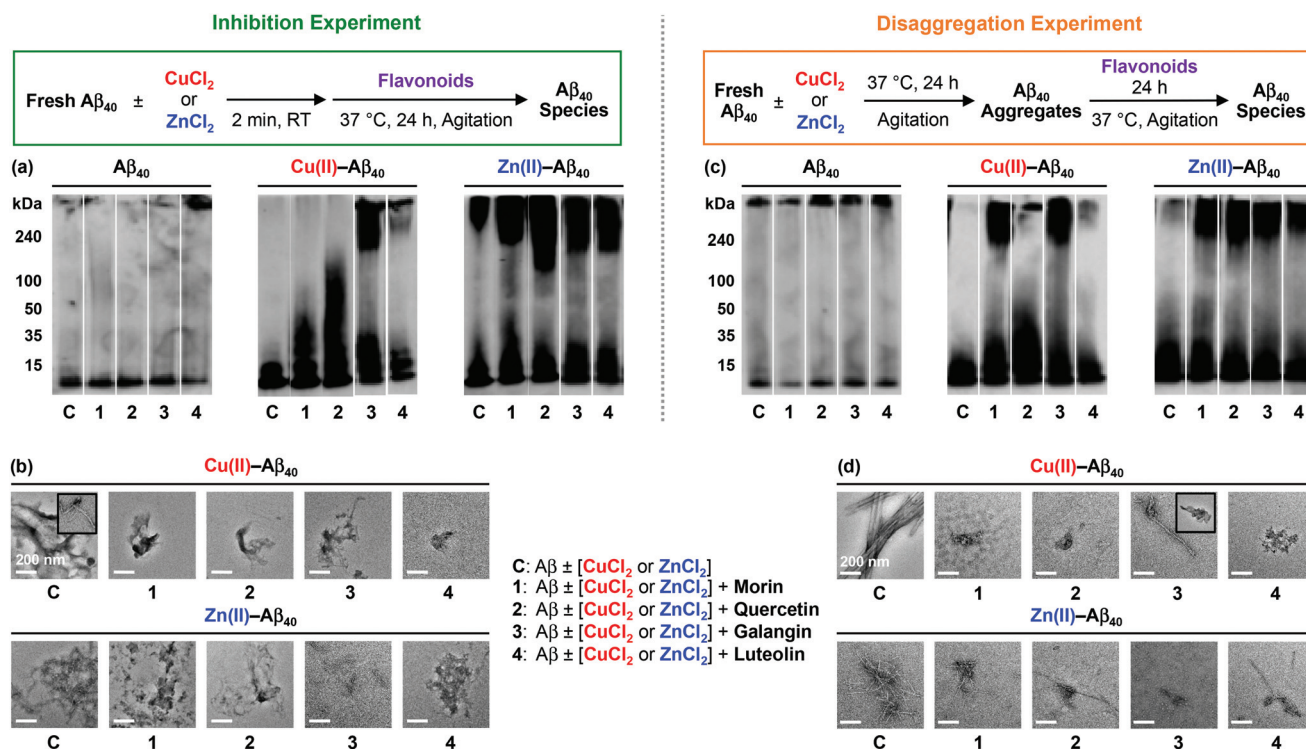 Inhibition Experiment
Fresh Aβ40 ± CuCl2 or ZnCl2
2 min, RT
Flavonoids
37 °C, 24 h, Agitation
Aβ40 Species
(a)
Aβ40
Cu(II)–Aβ40
Zn(II)–Aβ40
kDa
240
100
50
35
15
C 1 2 3 4
C 1 2 3 4
C 1 2 3 4
(b)
Cu(II)–Aβ40
200 nm
C 1 2 3 4
Zn(II)–Aβ40
C 1 2 3 4
C: Aβ ± [CuCl2 or ZnCl2]
1: Aβ ± [CuCl2 or ZnCl2] + Morin
2: Aβ ± [CuCl2 or ZnCl2] + Quercetin
3: Aβ ± [CuCl2 or ZnCl2] + Galangin
4: Aβ ± [CuCl2 or ZnCl2] + Luteolin
Disaggregation Experiment
Fresh Aβ40 ± CuCl2 or ZnCl2
37 °C, 24 h
Agitation
Aβ40 Aggregates
Flavonoids
24 h
37 °C, Agitation
Aβ40 Species
(c)
Aβ40
Cu(II)–Aβ40
Zn(II)–Aβ40
kDa
240
100
50
35
15
C 1 2 3 4
C 1 2 3 4
C 1 2 3 4
(d)
Cu(II)–Aβ40
200 nm
C 1 2 3 4
Zn(II)–Aβ40
C 1 2 3 4